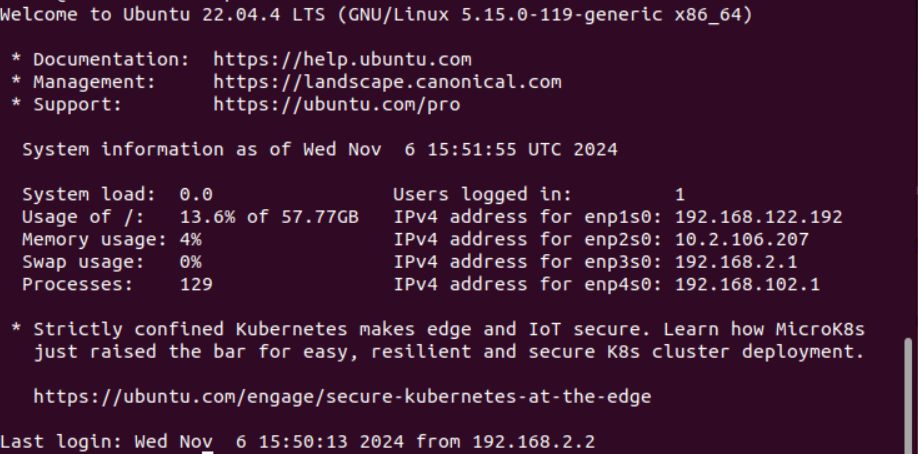 Welcome to Ubuntu 22.04.4 LTS (GNU/Linux 5.15.0-119-generic x86_64)
* Documentation:  https://help.ubuntu.com
* Management:     https://landscape.canonical.com
* Support:        https://ubuntu.com/pro
System information as of Wed Nov  6 15:51:55 UTC 2024
System load:  0.0                Users logged in:         1
Usage of /:   13.6% of 57.77GB   IPv4 address for enp1s0: 192.168.122.192
Memory usage: 4%                 IPv4 address for enp2s0: 10.2.106.207
Swap usage:   0%                 IPv4 address for enp3s0: 192.168.2.1
Processes:    129                IPv4 address for enp4s0: 192.168.102.1
* Strictly confined Kubernetes makes edge and IoT secure. Learn how MicroK8s
just raised the bar for easy, resilient and secure K8s cluster deployment.
https://ubuntu.com/engage/secure-kubernetes-at-the-edge
Last login: Wed Nov  6 15:50:13 2024 from 192.168.2.2